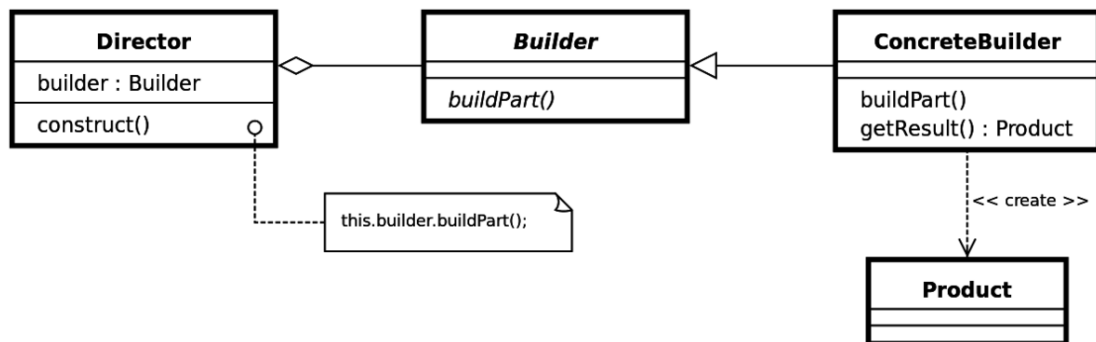 Director
builder : Builder
construct()
this.builder.buildPart();
Builder
buildPart()
ConcreteBuilder
buildPart()
getResult() : Product
<< create >>
Product